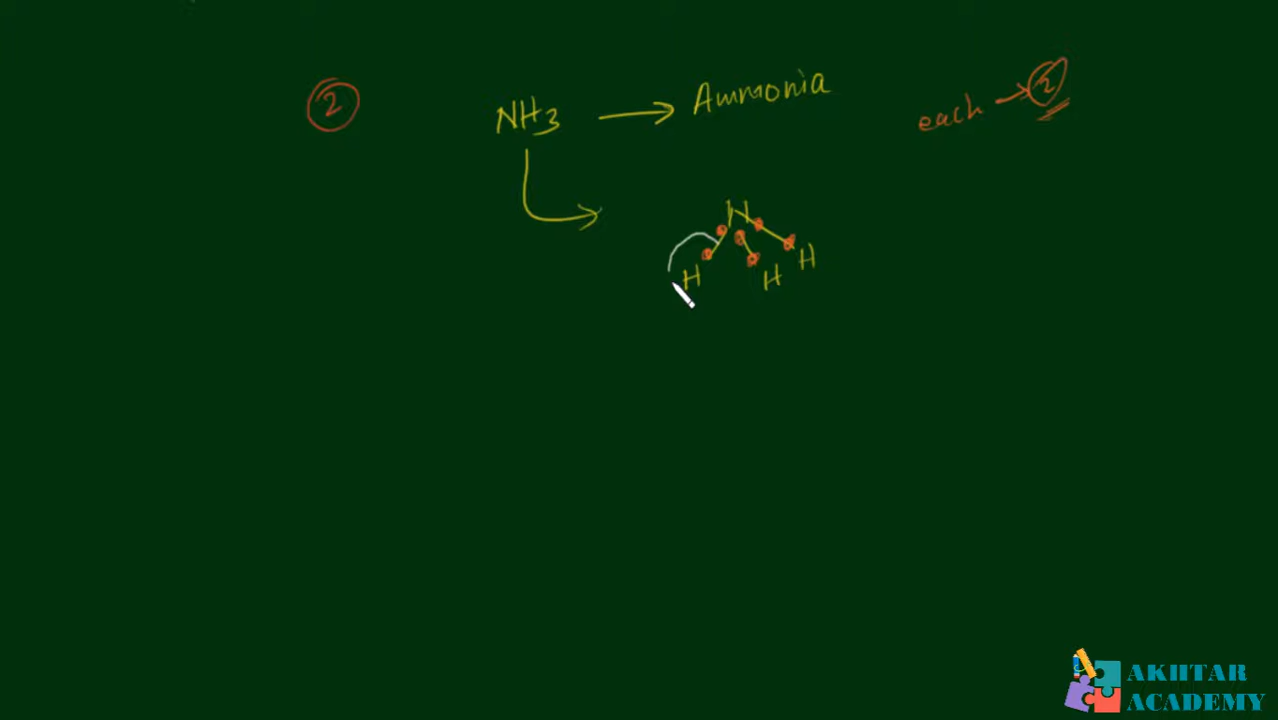 2
NH3 → Ammonia
each → 2
N
H H H
AKHTAR
ACADEMY